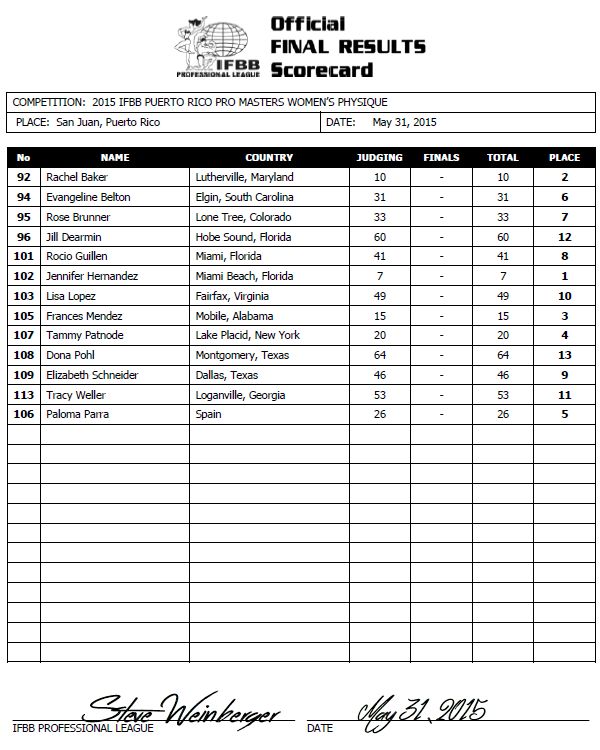 Official
FINAL RESULTS
Scorecard
IFBB
PROFESSIONAL LEAGUE
COMPETITION: 2015 IFBB PUERTO RICO PRO MASTERS WOMEN'S PHYSIQUE
PLACE: San Juan, Puerto Rico DATE: May 31, 2015
No NAME COUNTRY JUDGING FINALS TOTAL PLACE
92 Rachel Baker Lutherville, Maryland 10 - 10 2
94 Evangeline Belton Elgin, South Carolina 31 - 31 6
95 Rose Brunner Lone Tree, Colorado 33 - 33 7
96 Jill Dearmin Hobe Sound, Florida 60 - 60 12
101 Rocio Guillen Miami, Florida 41 - 41 8
102 Jennifer Hernandez Miami Beach, Florida 7 - 7 1
103 Lisa Lopez Fairfax, Virginia 49 - 49 10
105 Frances Mendez Mobile, Alabama 15 - 15 3
107 Tammy Patnode Lake Placid, New York 20 - 20 4
108 Dona Pohl Montgomery, Texas 64 - 64 13
109 Elizabeth Schneider Dallas, Texas 46 - 46 9
113 Tracy Weller Loganville, Georgia 53 - 53 11
106 Paloma Parra Spain 26 - 26 5
Steve Weinberger May 31, 2015
IFBB PROFESSIONAL LEAGUE DATE